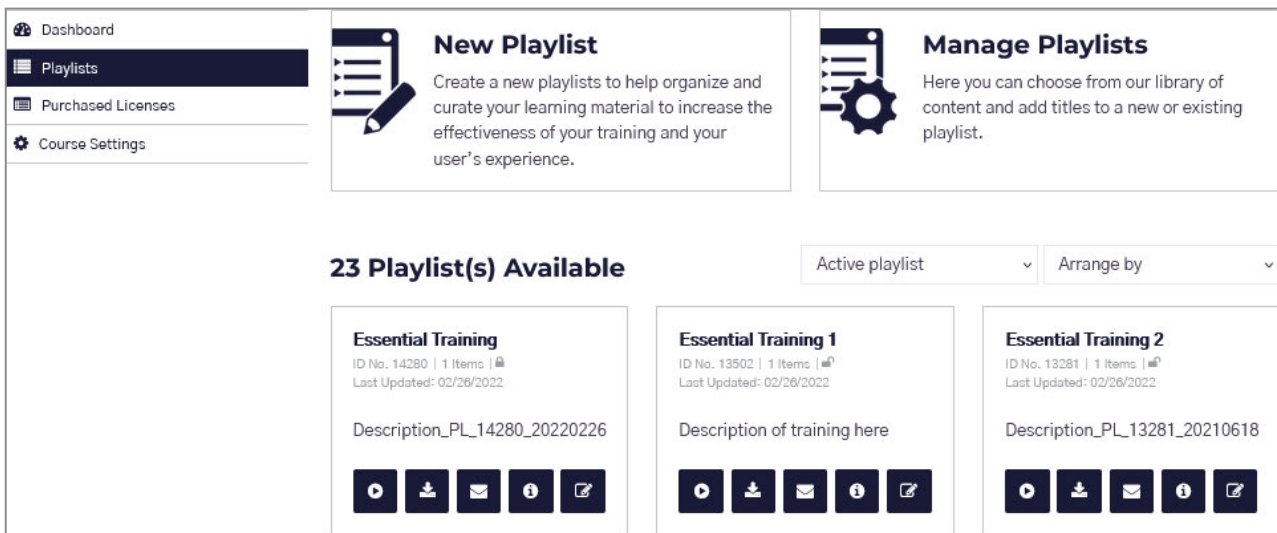 Dashboard
Playlists
Purchased Licenses
Course Settings
New Playlist
Create a new playlists to help organize and
curate your learning material to increase the
effectiveness of your training and your
user's experience.
Manage Playlists
Here you can choose from our library of
content and add titles to a new or existing
playlist.
23 Playlist(s) Available
Active playlist
Arrange by
Essential Training
ID No. 14280 | 1 Items |
Last Updated: 02/26/2022
Description_PL_14280_20220226
Essential Training 1
ID No. 13502 | 1 Items |
Last Updated: 02/26/2022
Description of training here
Essential Training 2
ID No. 13281 | 1 Items |
Last Updated: 02/26/2022
Description_PL_13281_20210618